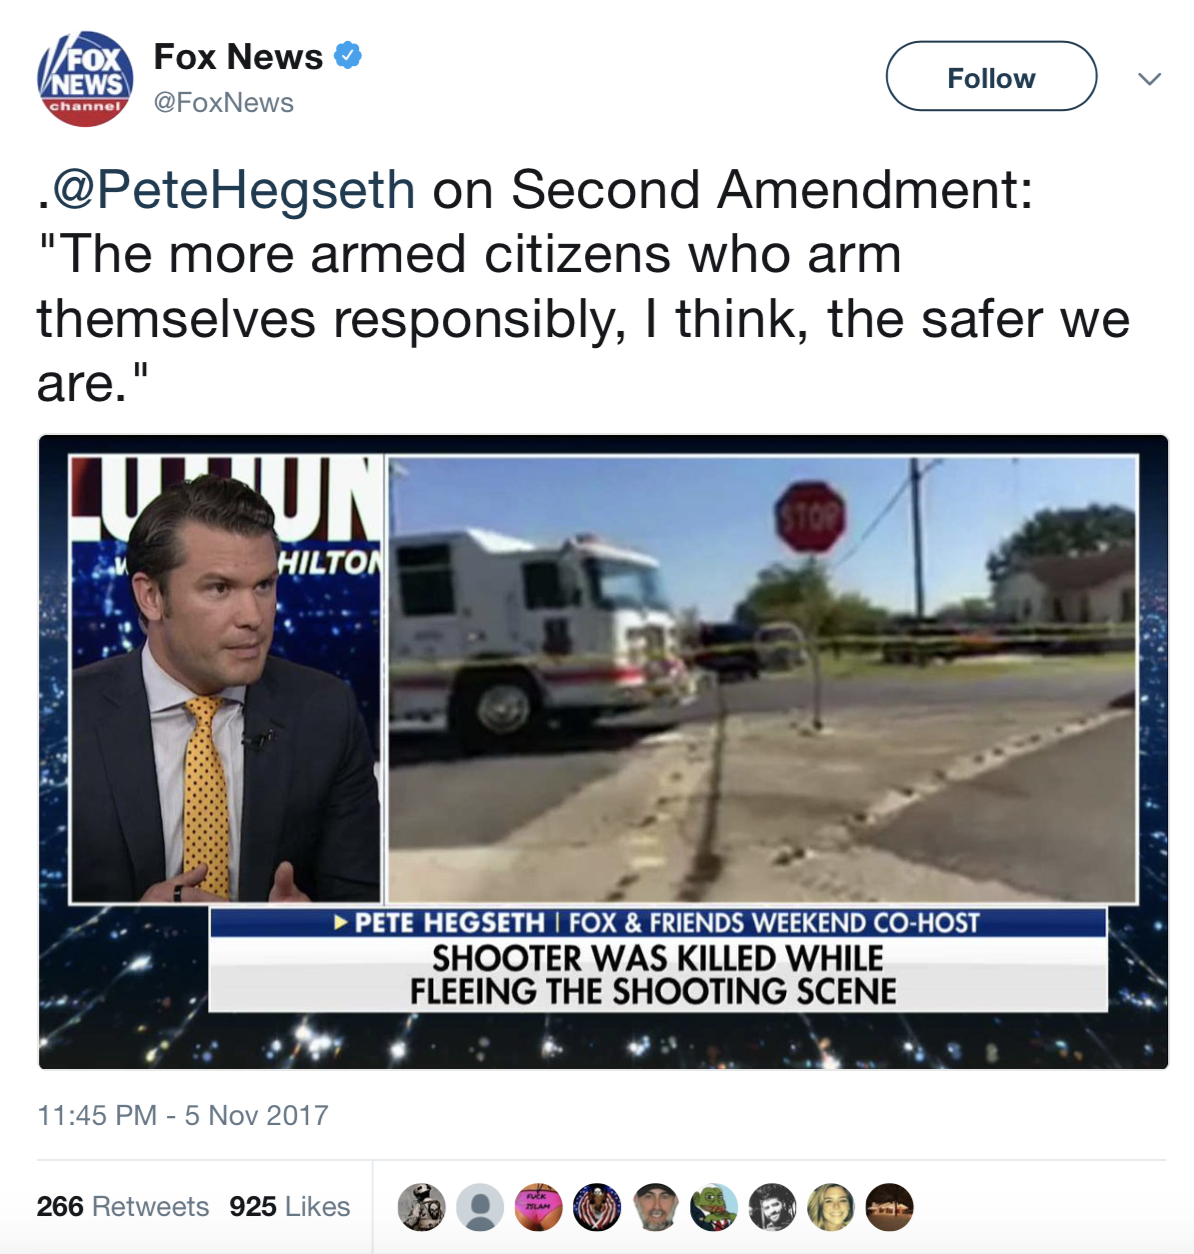 FOX
NEWS
channel
Fox News
@FoxNews
Follow
.@PeteHegseth on Second Amendment:
"The more armed citizens who arm
themselves responsibly, I think, the safer we
are."
HILTON
STOP
PETE HEGSETH | FOX & FRIENDS WEEKEND CO-HOST
SHOOTER WAS KILLED WHILE
FLEEING THE SHOOTING SCENE
11:45 PM - 5 Nov 2017
266 Retweets 925 Likes
FUCK
ISLAM